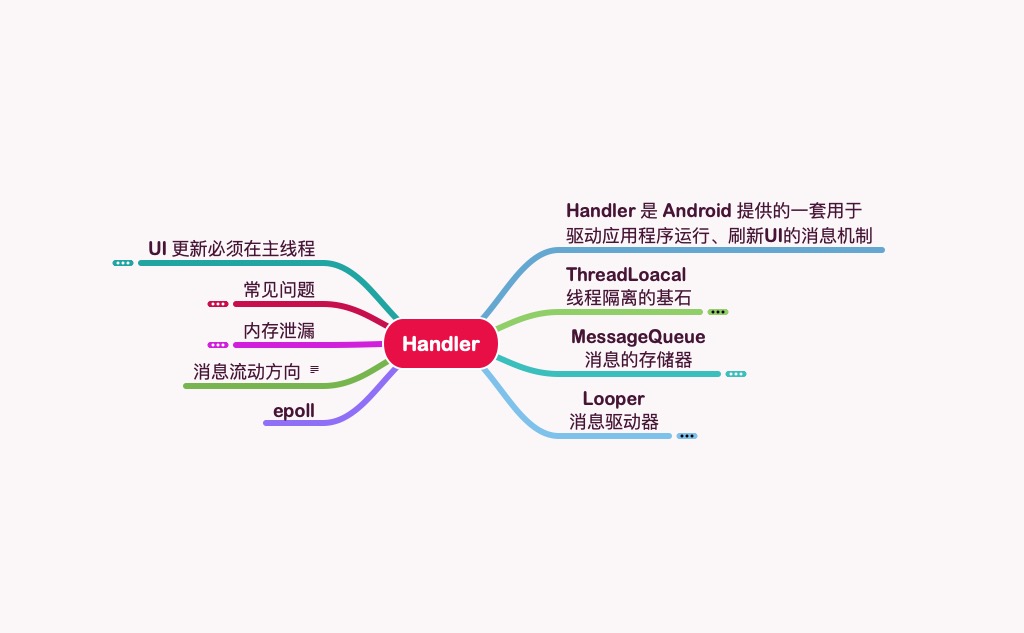 Handler 是 Android 提供的一套用于
驱动应用程序运行、刷新UI的消息机制
ThreadLoacal
线程隔离的基石
MessageQueue
消息的存储器
Looper
消息驱动器
Handler
UI 更新必须在主线程
常见问题
内存泄漏
消息流动方向
epoll